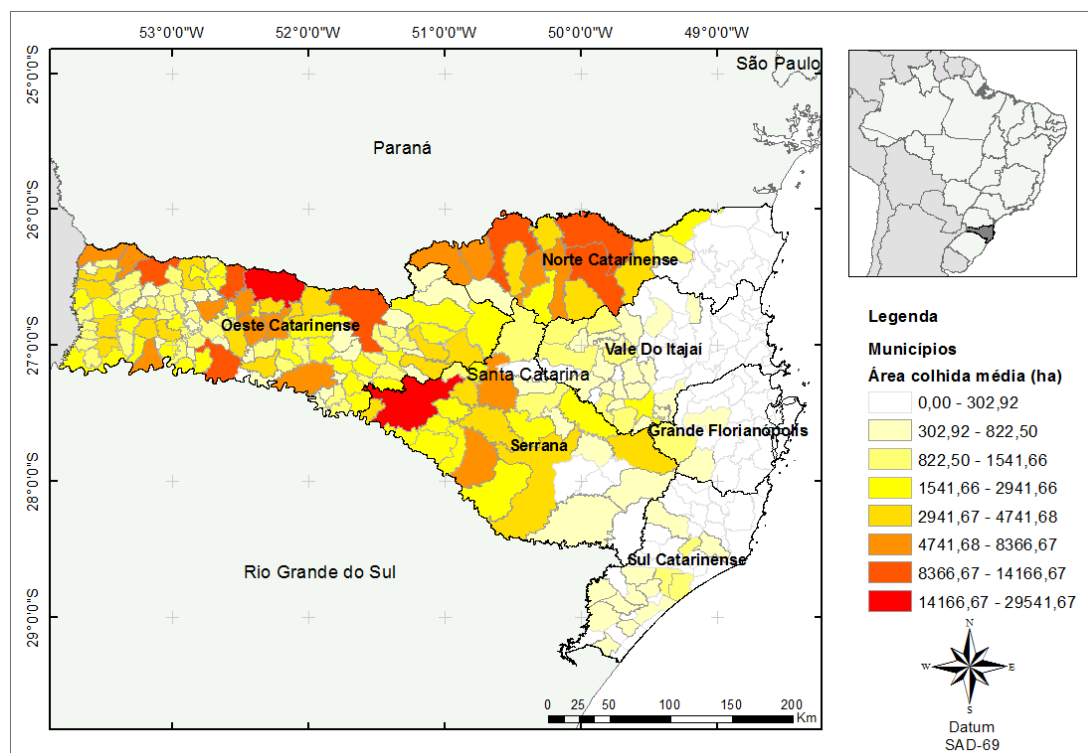 53°0'0"W
52°0'0"W
51°0'0"W
50°0'0"W
49°0'0"W
25°0'0"S
26°0'0"S
27°0'0"S
28°0'0"S
29°0'0"S
São Paulo
Paraná
Norte Catarinense
Oeste Catarinense
Vale Do Itajaí
Santa Catarina
Grande Florianópolis
Serrana
Sul Catarinense
Rio Grande do Sul
0 25 50 100 150 200
Km
Legenda
Municípios
Área colhida média (ha)
0,00 - 302,92
302,92 - 822,50
822,50 - 1541,66
1541,66 - 2941,66
2941,67 - 4741,68
4741,68 - 8366,67
8366,67 - 14166,67
14166,67 - 29541,67
N
W E
S
Datum
SAD-69